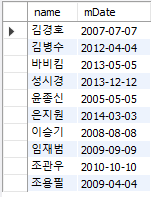 name mDate
김경호 2007-07-07
김병수 2012-04-04
바비킴 2013-05-05
성시경 2013-12-12
윤종신 2005-05-05
은지원 2014-03-03
이승기 2008-08-08
임재범 2009-09-09
조관우 2010-10-10
조용필 2009-04-04